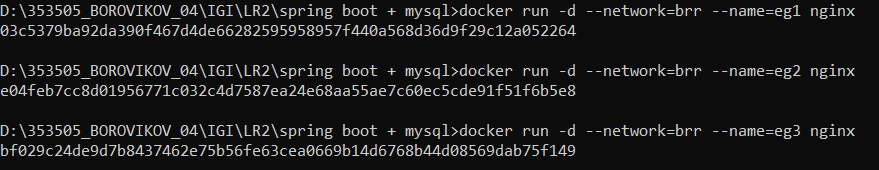 D:\353505_BOROVIKOV_04\IGI\LR2\spring boot + mysql>docker run -d --network=brr --name=eg1 nginx
03c5379ba92da390f467d4de66282595958957f440a568d36d9f29c12a052264
D:\353505_BOROVIKOV_04\IGI\LR2\spring boot + mysql>docker run -d --network=brr --name=eg2 nginx
e04feb7cc8d01956771c032c4d7587ea24e68aa55ae7c60ec5cde91f51f6b5e8
D:\353505_BOROVIKOV_04\IGI\LR2\spring boot + mysql>docker run -d --network=brr --name=eg3 nginx
bf029c24de9d7b8437462e75b56fe63cea0669b14d6768b44d08569dab75f149